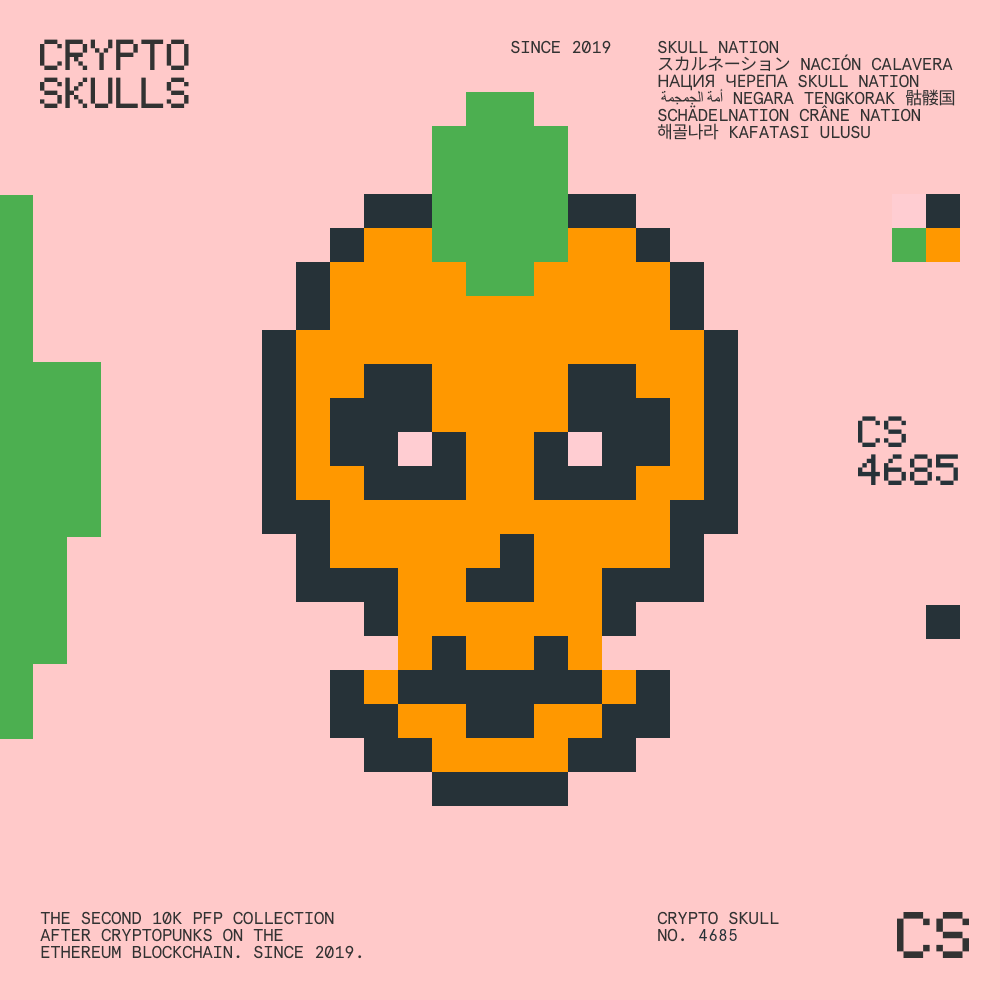 CRYPTO
SKULLS
SINCE 2019
SKULL NATION
スカルネーション NACIÓN CALAVERA
НАЦИЯ ЧЕРЕПА SKULL NATION
أمة الجمجمة NEGARA TENGKORAK 骷髅国
SCHÄDELNATION CRÂNE NATION
해골나라 KAFATASI ULUSU
CS
4685
THE SECOND 10K PFP COLLECTION
AFTER CRYPTOPUNKS ON THE
ETHEREUM BLOCKCHAIN. SINCE 2019.
CRYPTO SKULL
NO. 4685
CS